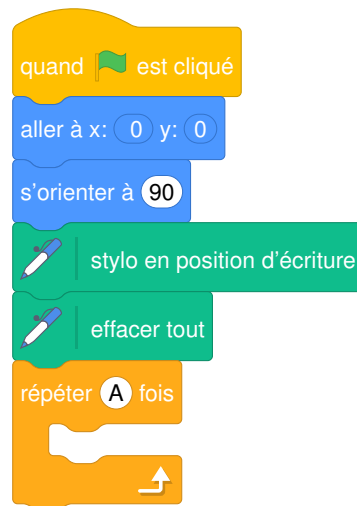 quand est cliqué
aller à x: 0 y: 0
s'orienter à 90
stylo en position d'écriture
effacer tout
répéter A fois